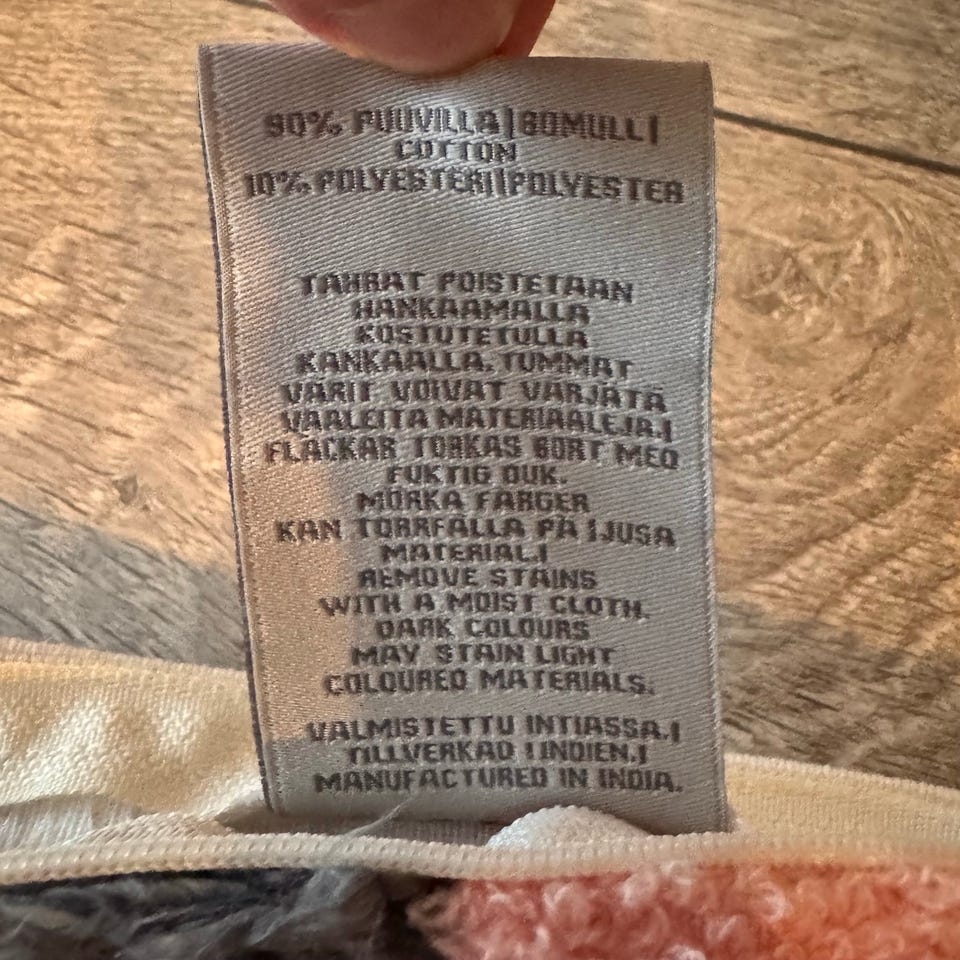 90% PUUVILLA|BOMULL|
COTTON
10% POLYESTERI|POLYESTER
TAHRAT POISTETAAN
HANKAAMALLA
KOSTUTETULLA
KANKAALLA. TUMMAT
VÄRIT VOIVAT VÄRJÄTÄ
VAALEITA MATERIAALEJA.|
FLÄCKAR TORKAS BORT MED
FUKTIG DUK.
MÖRKA FÄRGER
KAN TORRFÄLLA PÅ LJUSA
MATERIAL.|
REMOVE STAINS
WITH A MOIST CLOTH.
DARK COLOURS
MAY STAIN LIGHT
COLOURED MATERIALS.
VALMISTETTU INTIASSA.|
TILLVERKAD I INDIEN.|
MANUFACTURED IN INDIA.